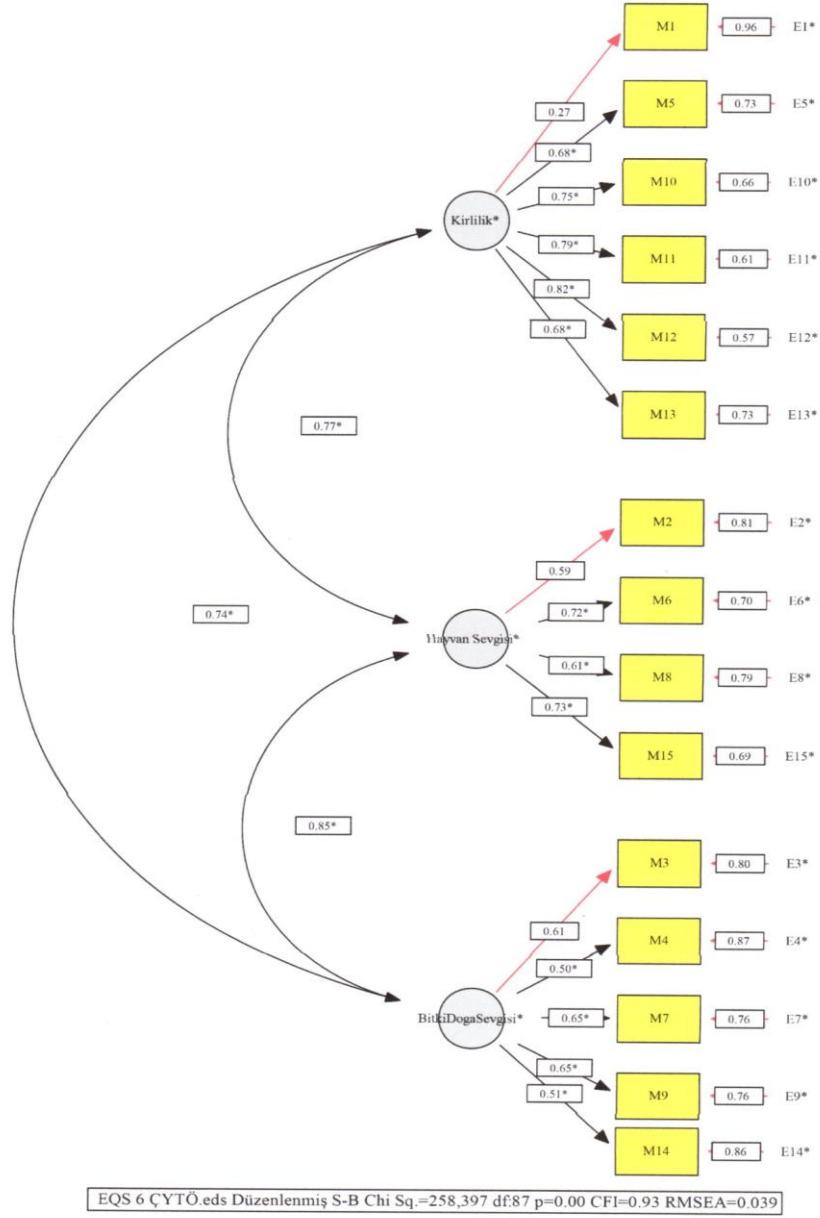 M1 0.96 E1*
0.27
M5 0.73 E5*
0.68*
M10 0.66 E10*
0.75*
Kirlilik*
0.79*
M11 0.61 E11*
0.82*
M12 0.57 E12*
0.68*
M13 0.73 E13*
0.77*
M2 0.81 E2*
0.59
M6 0.70 E6*
0.72*
0.74*
Hayvan Sevgisi*
0.61*
M8 0.79 E8*
0.73*
M15 0.69 E15*
0.85*
M3 0.80 E3*
0.61
M4 0.87 E4*
0.50*
BitkiDogaSevgisi*
0.65*
M7 0.76 E7*
0.65*
M9 0.76 E9*
0.51*
M14 0.86 E14*
EQS 6 ÇYTÖ.eds Düzenlenmiş S-B Chi Sq.=258,397 df:87 p=0.00 CFI=0.93 RMSEA=0.039